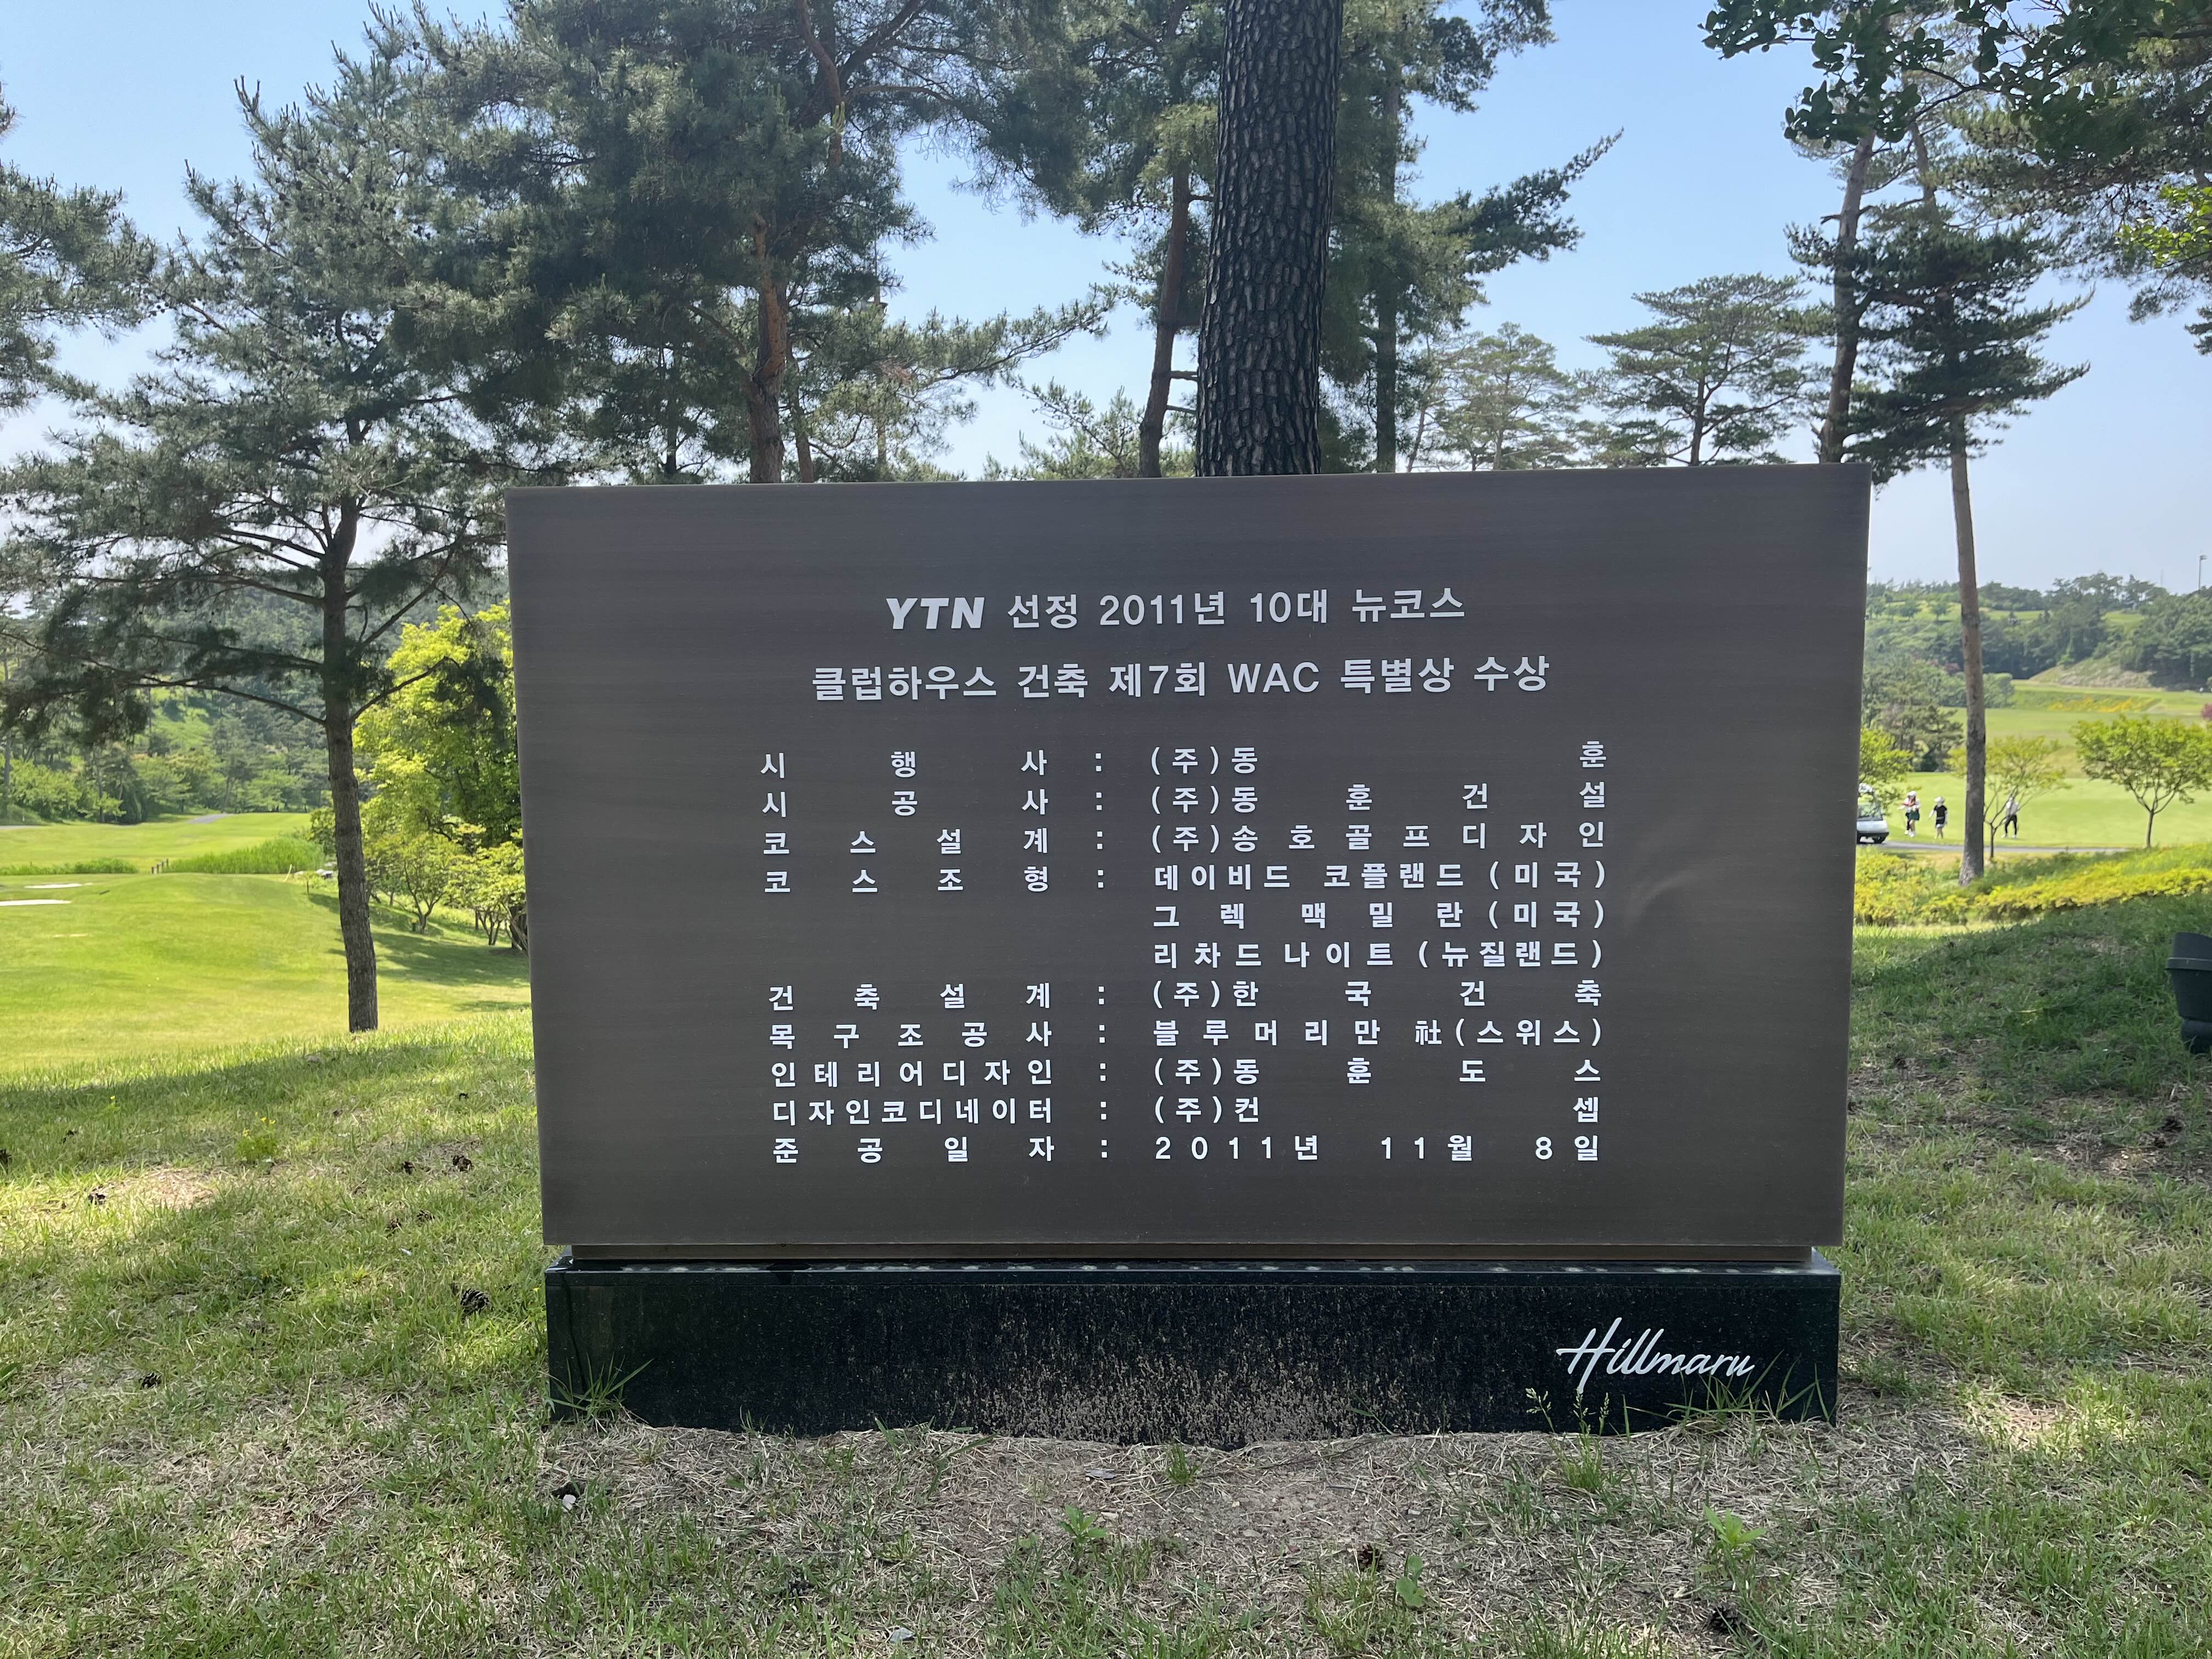 YTN 선정 2011년 10대 뉴코스
클럽하우스 건축 제7회 WAC 특별상 수상
시행사 : (주)동훈
시공사 : (주)동훈건설
코스설계 : (주)송호골프디자인
코스조형 : 데이비드 코플랜드(미국)
그렉 맥밀란(미국)
리차드 나이트(뉴질랜드)
건축설계 : (주)한국건축
목구조공사 : 블루머리만 社(스위스)
인테리어디자인 : (주)동훈도스
디자인코디네이터 : (주)컨셉
준공일자 : 2011년 11월 8일
Hillmaru